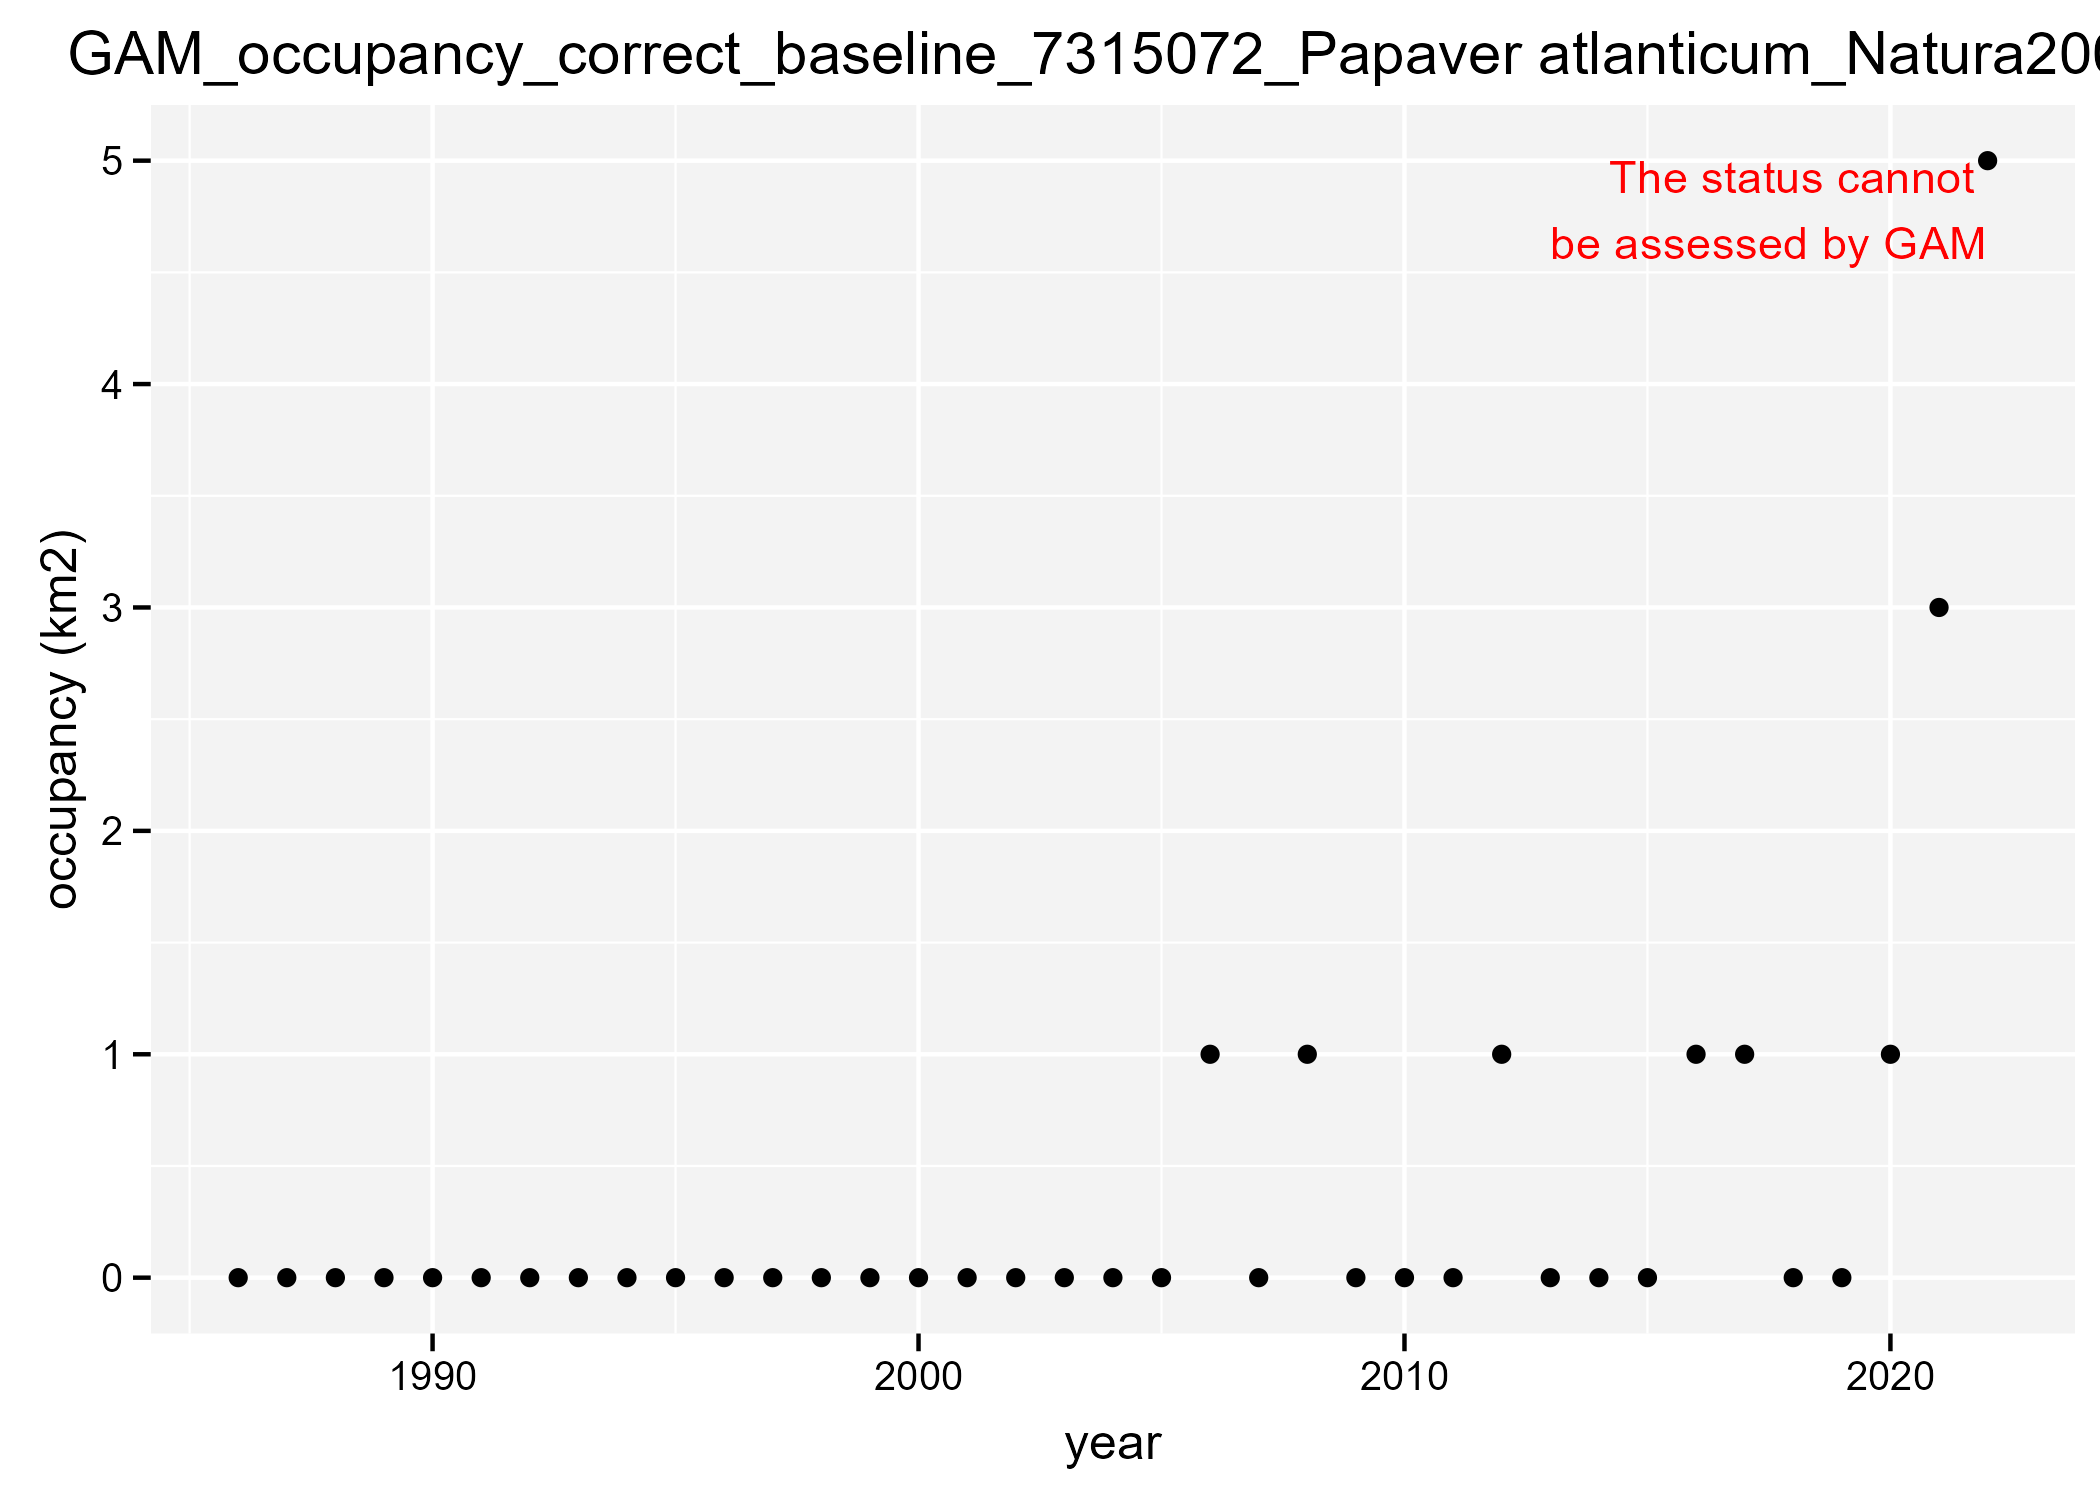 GAM_occupancy_correct_baseline_7315072_Papaver atlanticum_Natura200
5
The status cannot
be assessed by GAM
4
3
2
1
0
occupancy (km2)
1990
2000
2010
2020
year